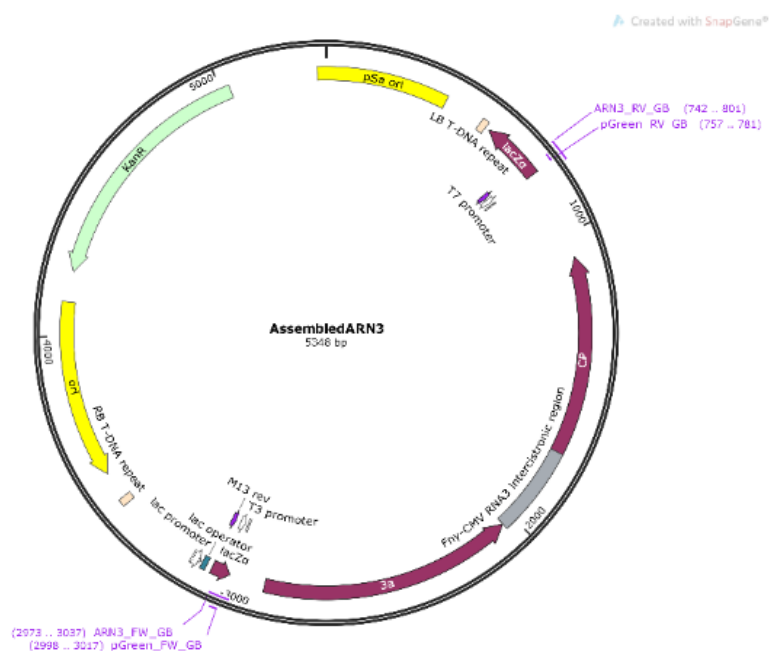 Created with SnapGene®
5000
pSa ori
ARN3_RV_GB (742 .. 801)
pGreen_RV_GB (757 .. 781)
LB T-DNA repeat
lacZα
KanR
T7 promoter
1000
AssembledARN3
5348 bp
4000
CP
ori
Fny-CMV RNA3 Intercistronic region
RB T-DNA repeat
M13 rev
T3 promoter
2000
lac operator
lac promoter
lacZα
3a
3000
(2973 .. 3037) ARN3_FW_GB
(2998 .. 3017) pGreen_FW_GB